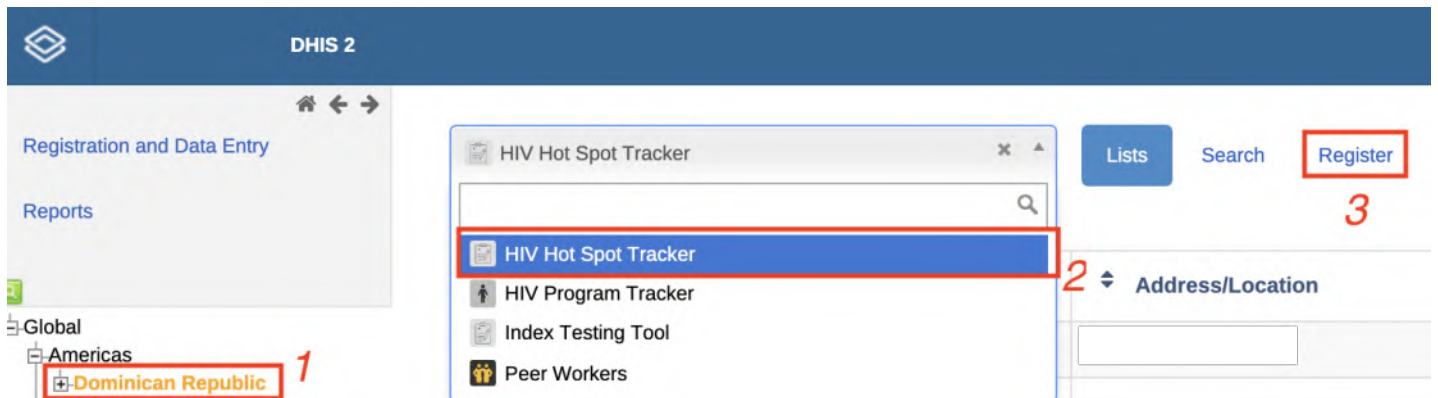 DHIS 2
Registration and Data Entry
Reports
Global
Americas
Dominican Republic
1
HIV Hot Spot Tracker
HIV Hot Spot Tracker
2
HIV Program Tracker
Index Testing Tool
Peer Workers
Lists Search Register
3
Address/Location